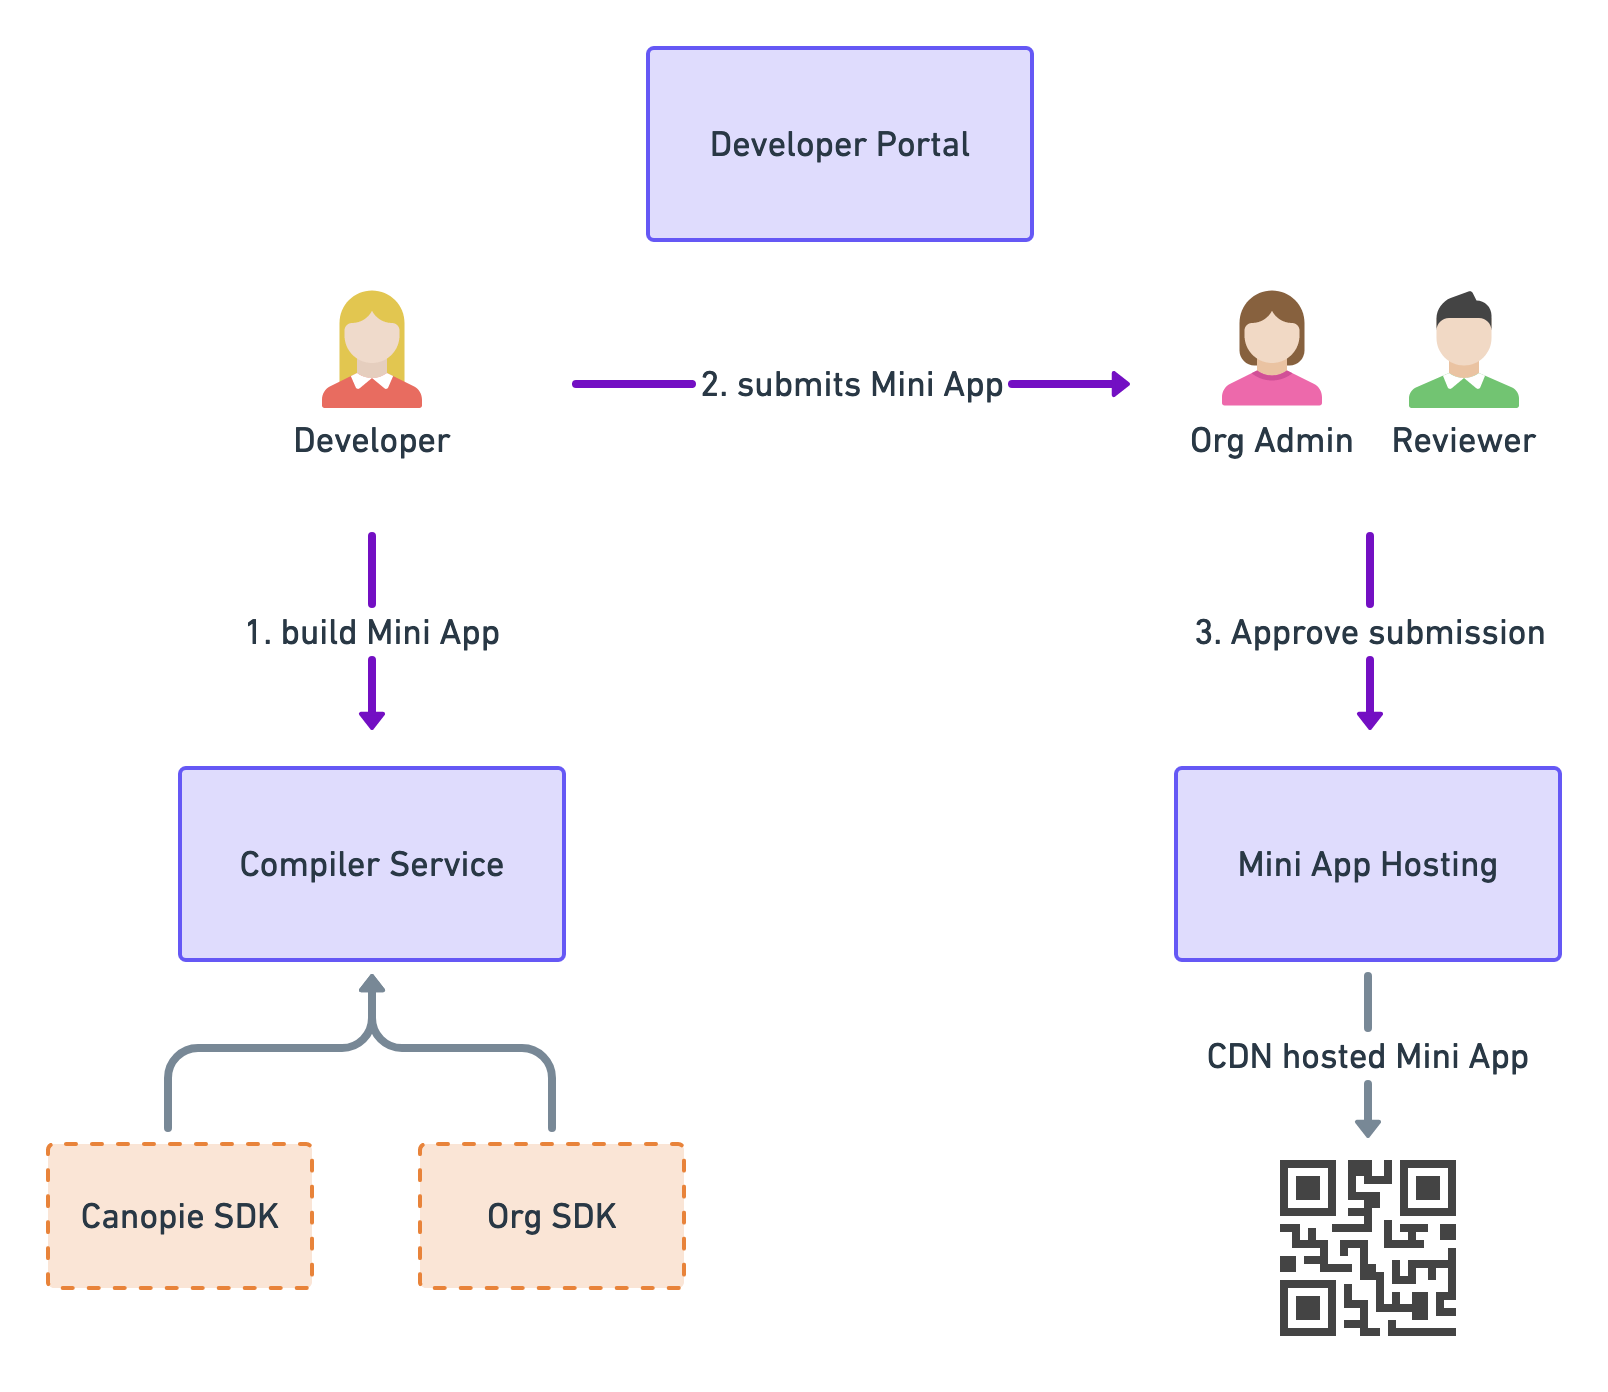 Developer Portal
2. submits Mini App
Developer
Org Admin
Reviewer
1. build Mini App
3. Approve submission
Compiler Service
Mini App Hosting
CDN hosted Mini App
Canopie SDK
Org SDK